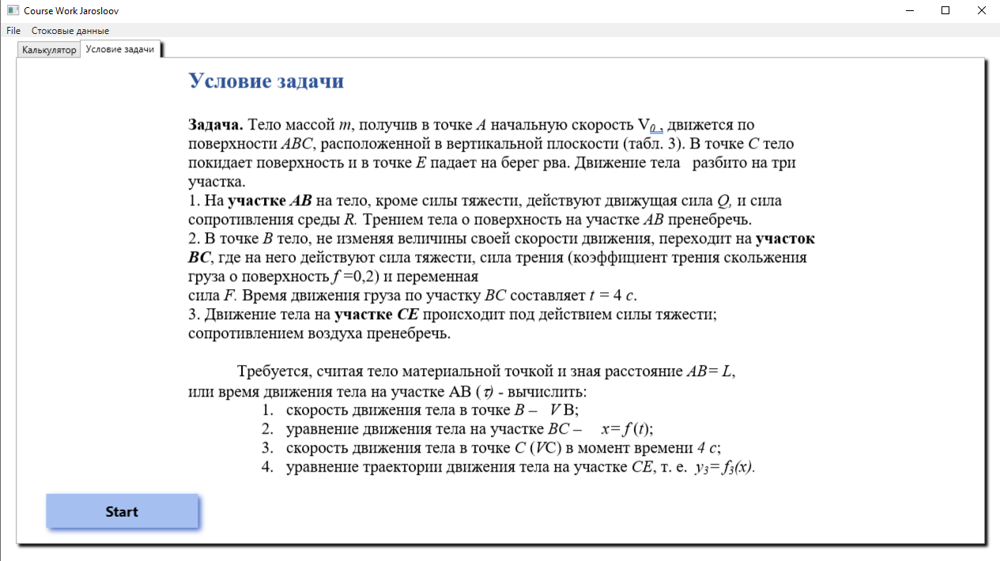 Course Work Jarosloov
File Стоковые данные
Калькулятор Условие задачи
Условие задачи
Задача. Тело массой m, получив в точке A начальную скорость V0 , движется по
поверхности ABC, расположенной в вертикальной плоскости (табл. 3). В точке C тело
покидает поверхность и в точке E падает на берег рва. Движение тела разбито на три
участка.
1. На участке AB на тело, кроме силы тяжести, действуют движущая сила Q, и сила
сопротивления среды R. Трением тела о поверхность на участке AB пренебречь.
2. В точке B тело, не изменяя величины своей скорости движения, переходит на участок
BC, где на него действуют сила тяжести, сила трения (коэффициент трения скольжения
груза о поверхность f =0,2) и переменная
сила F. Время движения груза по участку BC составляет t = 4 с.
3. Движение тела на участке CE происходит под действием силы тяжести;
сопротивлением воздуха пренебречь.
Требуется, считая тело материальной точкой и зная расстояние AB= L,
или время движения тела на участке АВ (τ) - вычислить:
1. скорость движения тела в точке B – V B;
2. уравнение движения тела на участке BC – x=f (t);
3. скорость движения тела в точке C (VC) в момент времени 4 с;
4. уравнение траектории движения тела на участке CE, т. е. y3=f3(x).
Start